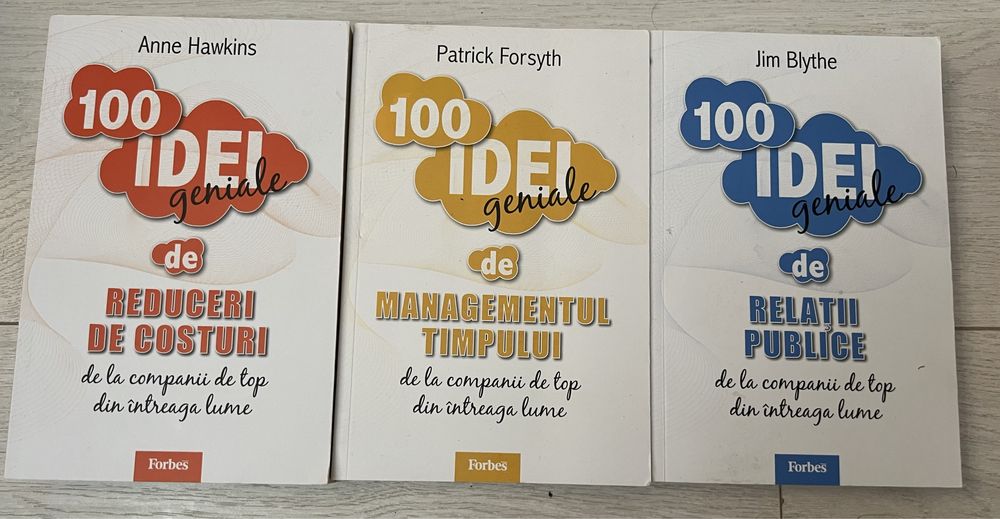 Anne Hawkins
100
IDEI
geniale
de
REDUCERI
DE COSTURI
de la companii de top
din întreaga lume
Forbes
Patrick Forsyth
100
IDEI
geniale
de
MANAGEMENTUL
TIMPULUI
de la companii de top
din întreaga lume
Forbes
Jim Blythe
100
IDEI
geniale
de
RELAȚII
PUBLICE
de la companii de top
din întreaga lume
Forbes